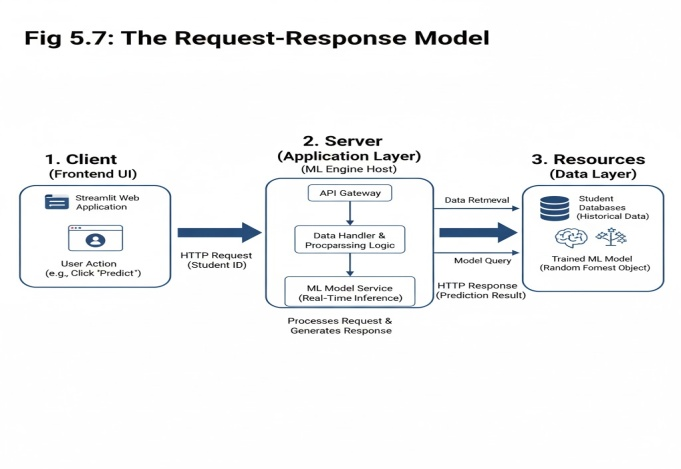 Fig 5.7: The Request-Response Model
1. Client
(Frontend UI)
Streamlit Web
Application
User Action
(e.g., Click "Predict")
HTTP Request
(Student ID)
2. Server
(Application Layer)
(ML Engine Host)
API Gateway
Data Handler &
Procparssing Logic
ML Model Service
(Real-Time Inference)
Processes Request &
Generates Response
Data Retmeval
Model Query
HTTP Response
(Prediction Result)
3. Resources
(Data Layer)
Student
Databases
(Historical Data)
Trained ML Model
(Random Fornest Object)